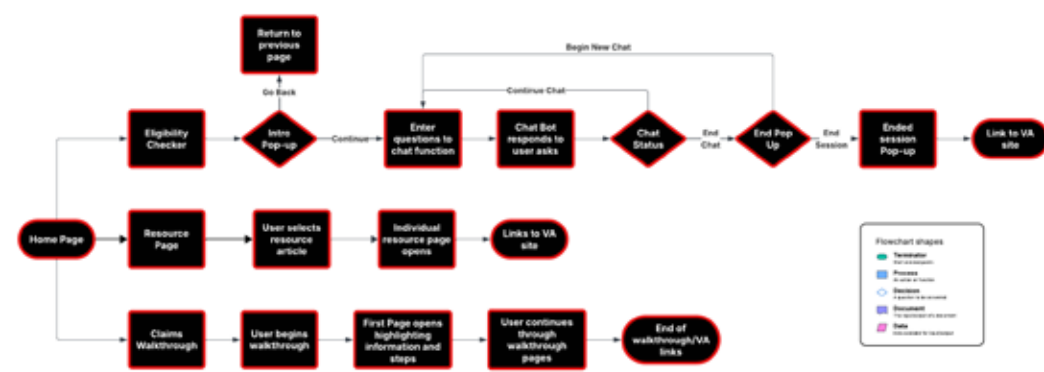 Return to
previous
page
Begin New Chat
Go Back
Continue Chat
Eligibility
Checker
Intro
Pop-up
Continue
Enter
questions to
chat function
Chat Bot
responds to
user asks
Chat
Status
End
Chat
End Pop
Up
End
Session
Ended
session
Pop-up
Link to VA
site
Home Page
Resource
Page
User selects
resource
article
Individual
resource page
opens
Links to VA
site
Claims
Walkthrough
User begins
walkthrough
First Page opens
highlighting
information and
steps
User continues
through
walkthrough
pages
End of
walkthrough/VA
links
Flowchart shapes
Terminator
Process
Decision
Document
Data